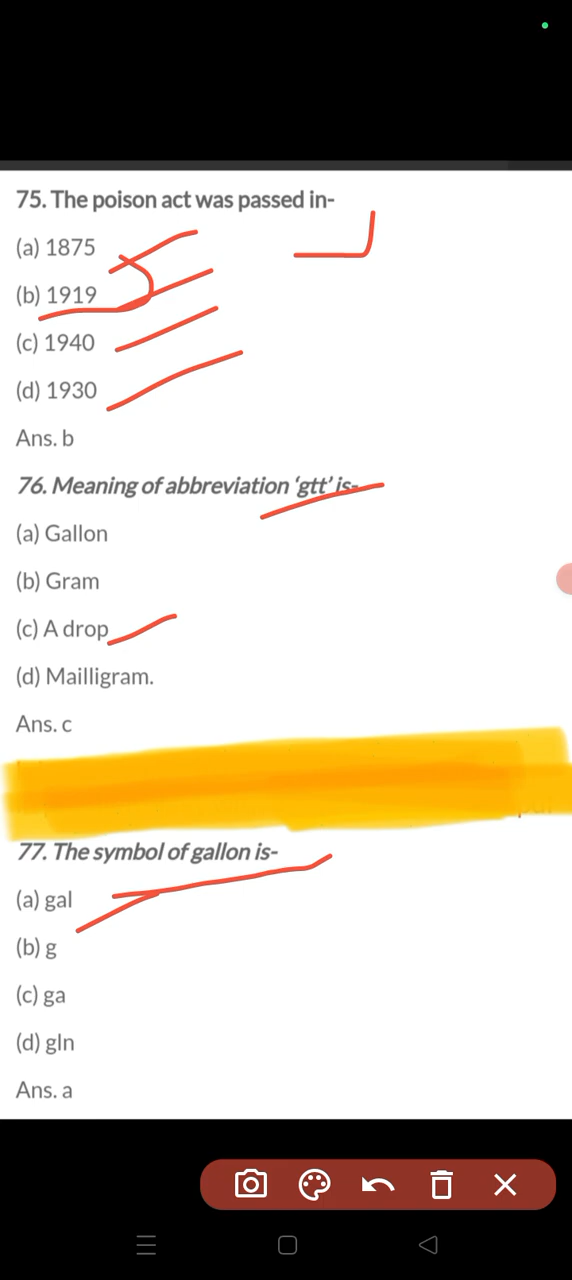 75. The poison act was passed in-
(a) 1875
(b) 1919
(c) 1940
(d) 1930
Ans. b
76. Meaning of abbreviation ‘gtt’ is-
(a) Gallon
(b) Gram
(c) A drop
(d) Mailligram.
Ans. c
77. The symbol of gallon is-
(a) gal
(b) g
(c) ga
(d) gln
Ans. a